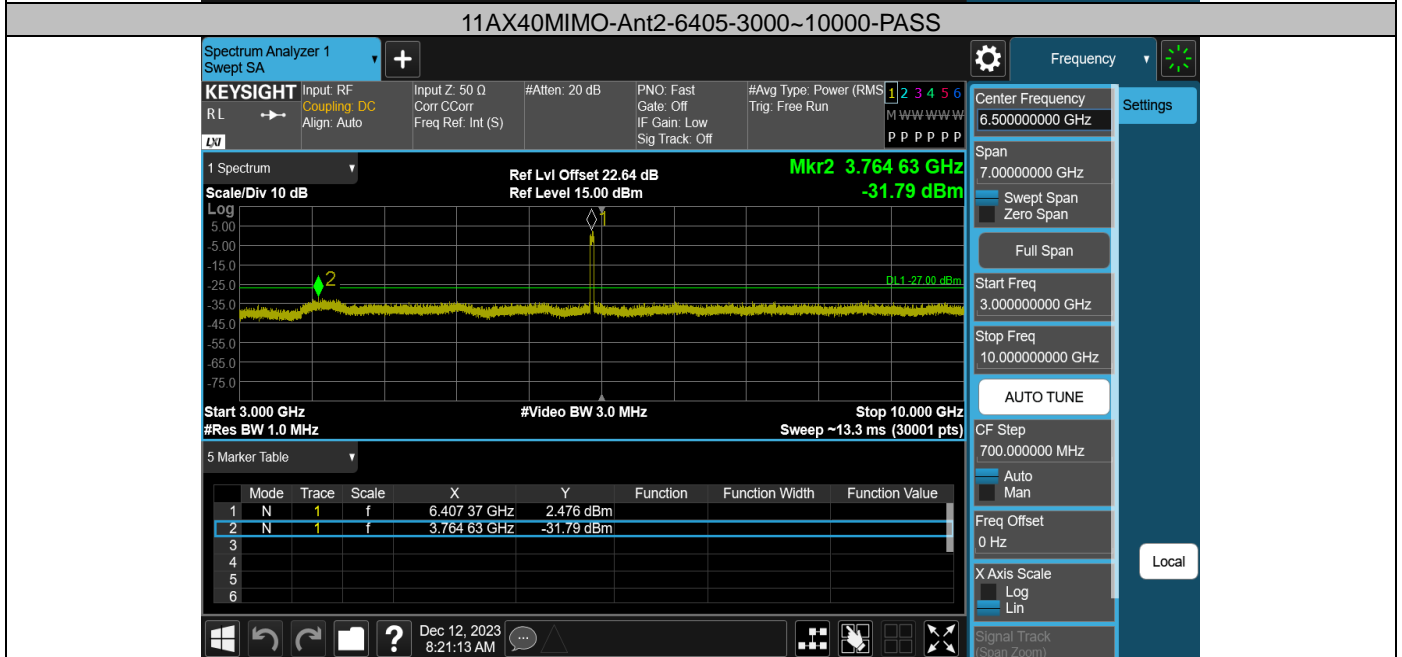 11AX40MIMO-Ant2-6405-3000~10000-PASS
Spectrum Analyzer 1
Swept SA
Frequency
KEYSIGHT
RL
LXI
Input: RF
Coupling: DC
Align: Auto
Input Z: 50 Ω
Corr CCorr
Freq Ref: Int (S)
#Atten: 20 dB
PNO: Fast
Gate: Off
IF Gain: Low
Sig Track: Off
#Avg Type: Power (RMS
Trig: Free Run
1 2 3 4 5 6
M W W W W W
P P P P P P
1 Spectrum
Scale/Div 10 dB
Ref Lvl Offset 22.64 dB
Ref Level 15.00 dBm
Mkr2 3.764 63 GHz
-31.79 dBm
Log
5.00
-5.00
-15.0
-25.0
-35.0
-45.0
-55.0
-65.0
-75.0
1
2
DL1 -27.00 dBm
Start 3.000 GHz
#Video BW 3.0 MHz
Stop 10.000 GHz
#Res BW 1.0 MHz
Sweep ~13.3 ms (30001 pts)
5 Marker Table
Mode Trace Scale X Y Function Function Width Function Value
1 N 1 f 6.407 37 GHz 2.476 dBm
2 N 1 f 3.764 63 GHz -31.79 dBm
3
4
5
6
Dec 12, 2023
8:21:13 AM
Center Frequency
6.500000000 GHz
Settings
Span
7.00000000 GHz
Swept Span
Zero Span
Full Span
Start Freq
3.000000000 GHz
Stop Freq
10.000000000 GHz
AUTO TUNE
CF Step
700.000000 MHz
Auto
Man
Freq Offset
0 Hz
X Axis Scale
Log
Lin
Signal Track
(Span Zoom)
Local